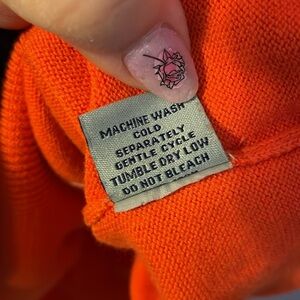 MACHINE WASH
COLD
SEPARATELY
GENTLE CYCLE
TUMBLE DRY LOW
DO NOT BLEACH